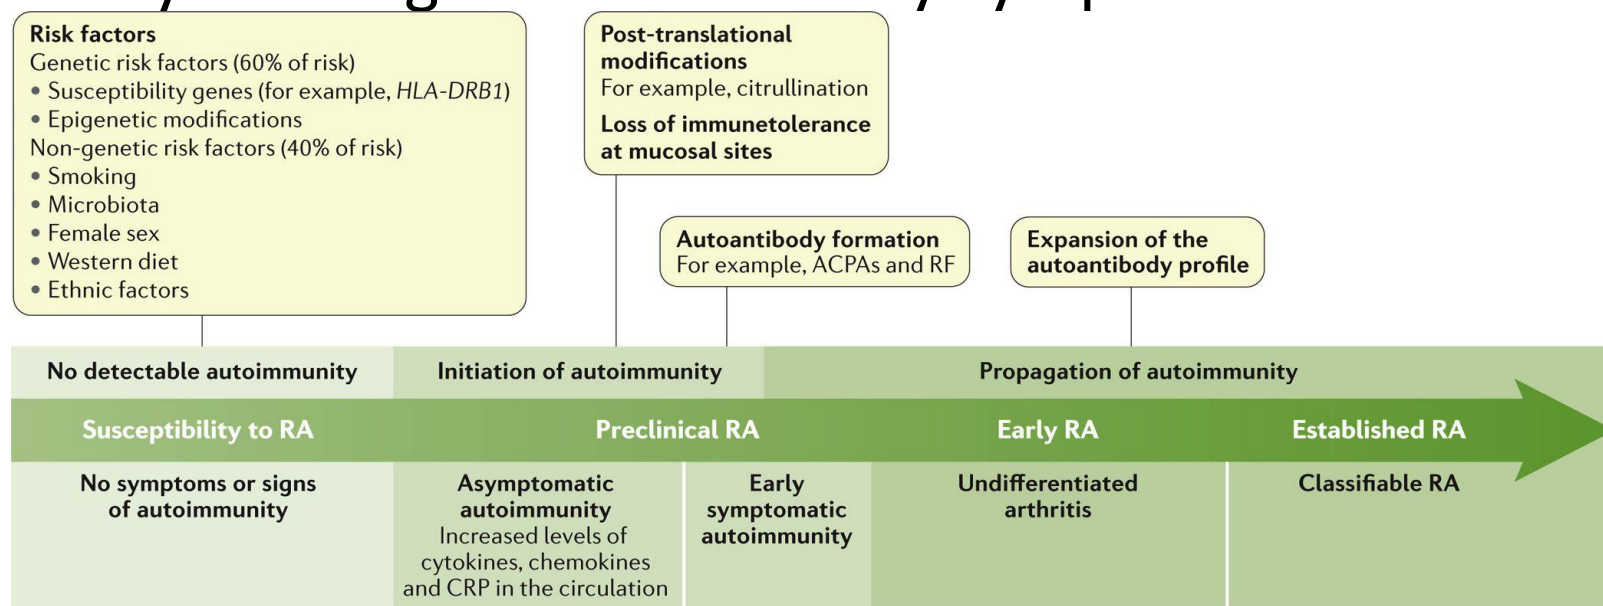 Risk factors
Genetic risk factors (60% of risk)
• Susceptibility genes (for example, HLA-DRB1)
• Epigenetic modifications
Non-genetic risk factors (40% of risk)
• Smoking
• Microbiota
• Female sex
• Western diet
• Ethnic factors
Post-translational
modifications
For example, citrullination
Loss of immunetolerance
at mucosal sites
Autoantibody formation
For example, ACPAs and RF
Expansion of the
autoantibody profile
No detectable autoimmunity
Initiation of autoimmunity
Propagation of autoimmunity
Susceptibility to RA
Preclinical RA
Early RA
Established RA
No symptoms or signs
of autoimmunity
Asymptomatic
autoimmunity
Increased levels of
cytokines, chemokines
and CRP in the circulation
Early
symptomatic
autoimmunity
Undifferentiated
arthritis
Classifiable RA